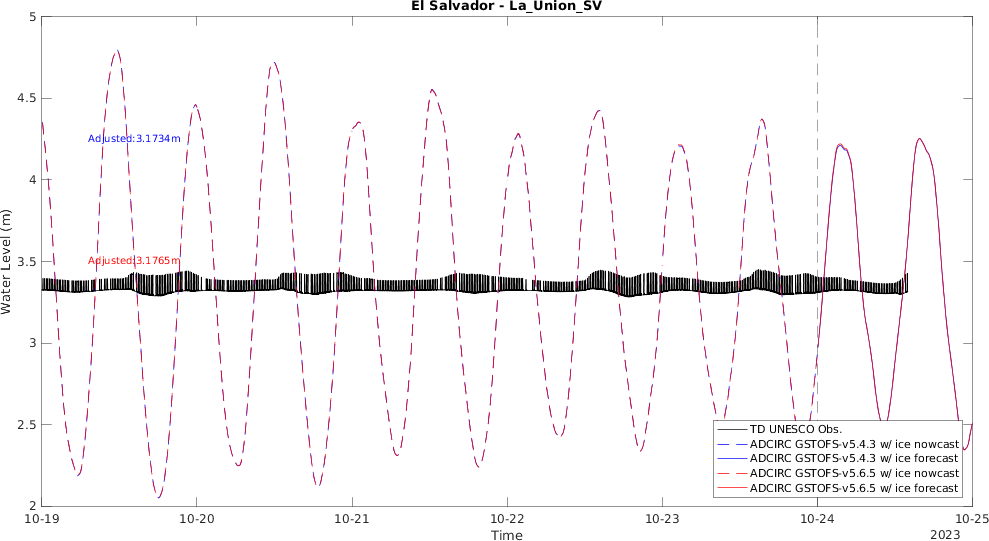 El Salvador - La_Union_SV
5
4.5
4
3.5
3
2.5
2
Water Level (m)
Adjusted:3.1734m
Adjusted:3.1765m
TD UNESCO Obs.
ADCIRC GSTOFS-v5.4.3 w/ ice nowcast
ADCIRC GSTOFS-v5.4.3 w/ ice forecast
ADCIRC GSTOFS-v5.6.5 w/ ice nowcast
ADCIRC GSTOFS-v5.6.5 w/ ice forecast
10-19 10-20 10-21 10-22 10-23 10-24 10-25
Time
2023